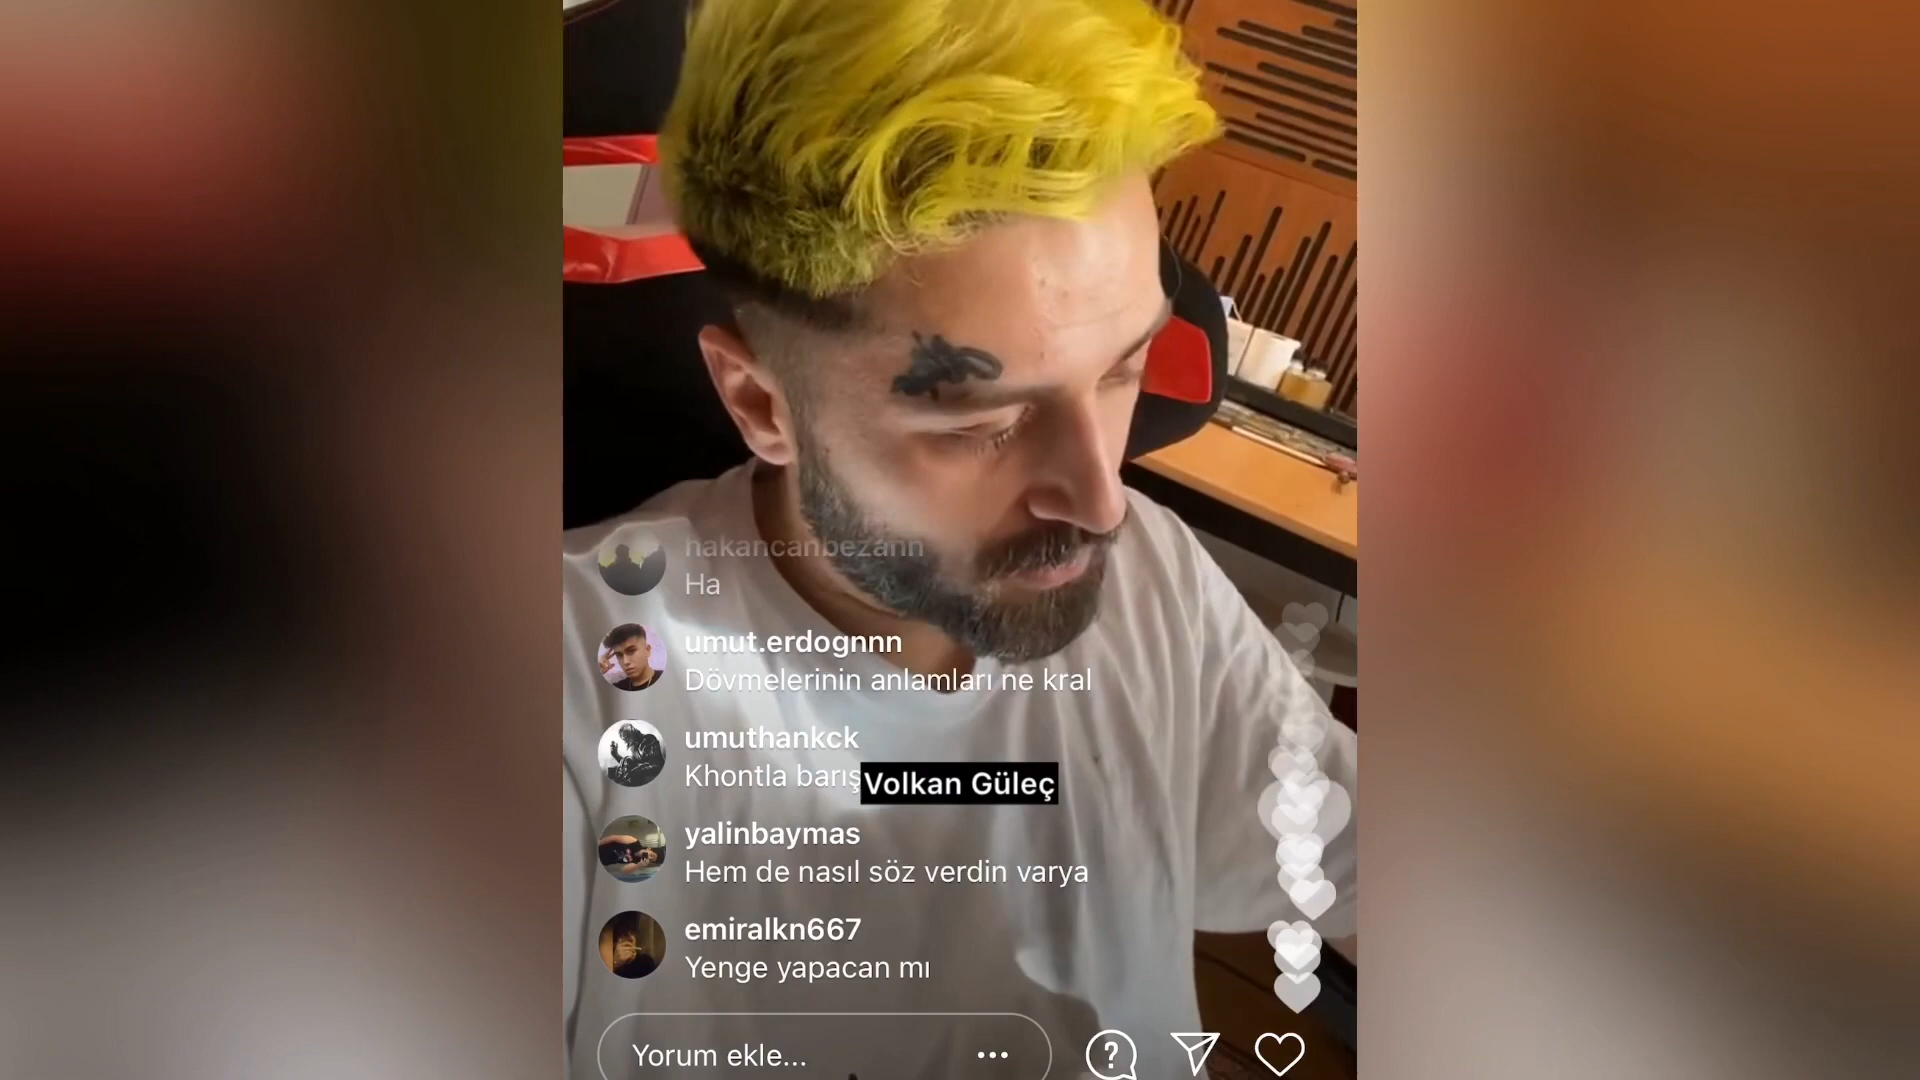 hakancanbezann
Ha
umut.erdognnn
Dövmelerinin anlamları ne kral
umuthankck
Khontla barış
Volkan Güleç
yalinbaymas
Hem de nasıl söz verdin varya
emiralkn667
Yenge yapacan mı
Yorum ekle...